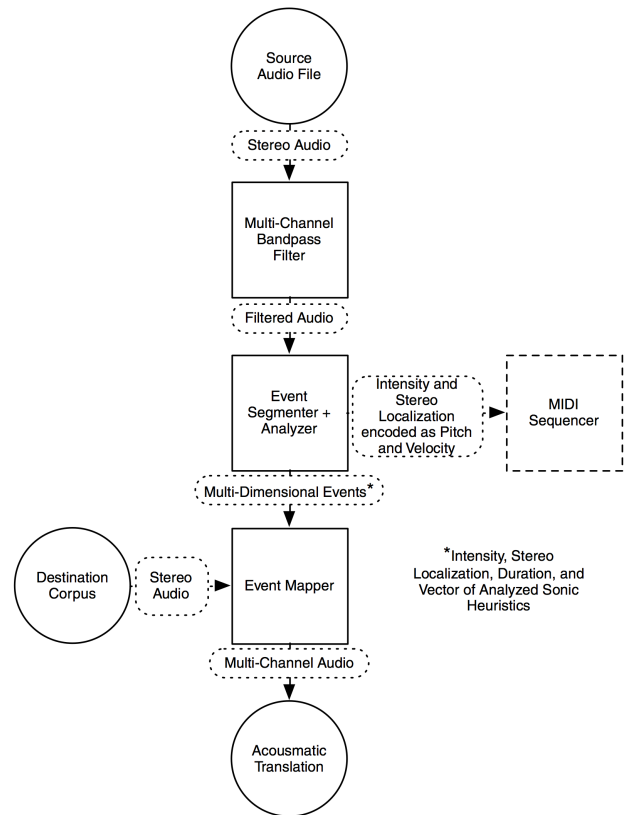 Source
Audio File
Stereo Audio
Multi-Channel
Bandpass
Filter
Filtered Audio
Event
Segmenter +
Analyzer
Intensity and
Stereo
Localization
encoded as Pitch
and Velocity
MIDI
Sequencer
Multi-Dimensional Events*
Destination
Corpus
Stereo
Audio
Event Mapper
*Intensity, Stereo
Localization, Duration, and
Vector of Analyzed Sonic
Heuristics
Multi-Channel Audio
Acousmatic
Translation